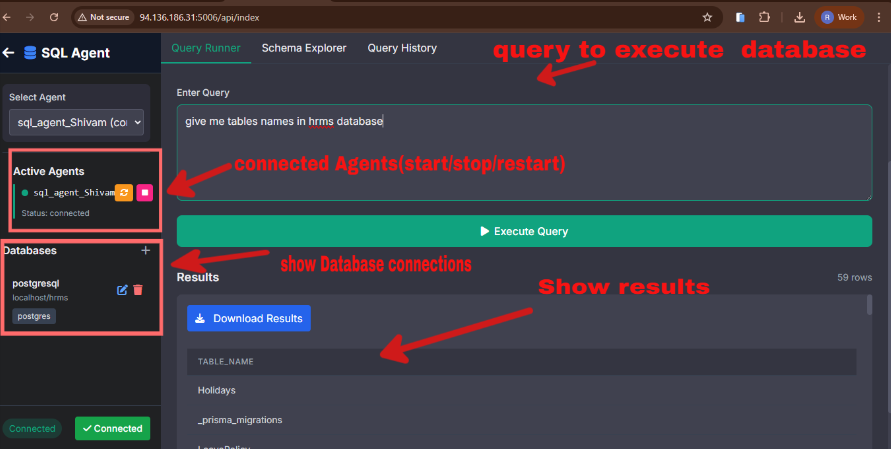 Not secure
94.136.186.31:5006/api/index
R Work
SQL Agent
Query Runner
Schema Explorer
Query History
query to execute database
Select Agent
sql_agent_Shivam (co
Enter Query
give me tables names in hrms database
Active Agents
sql_agent_Shivam
Status: connected
connected Agents(start/stop/restart)
Execute Query
Databases
+
postgresql
localhost/hrms
postgres
show Database connections
Results
59 rows
Show results
Download Results
TABLE_NAME
Holidays
_prisma_migrations
LeavePolicy
Connected
Connected